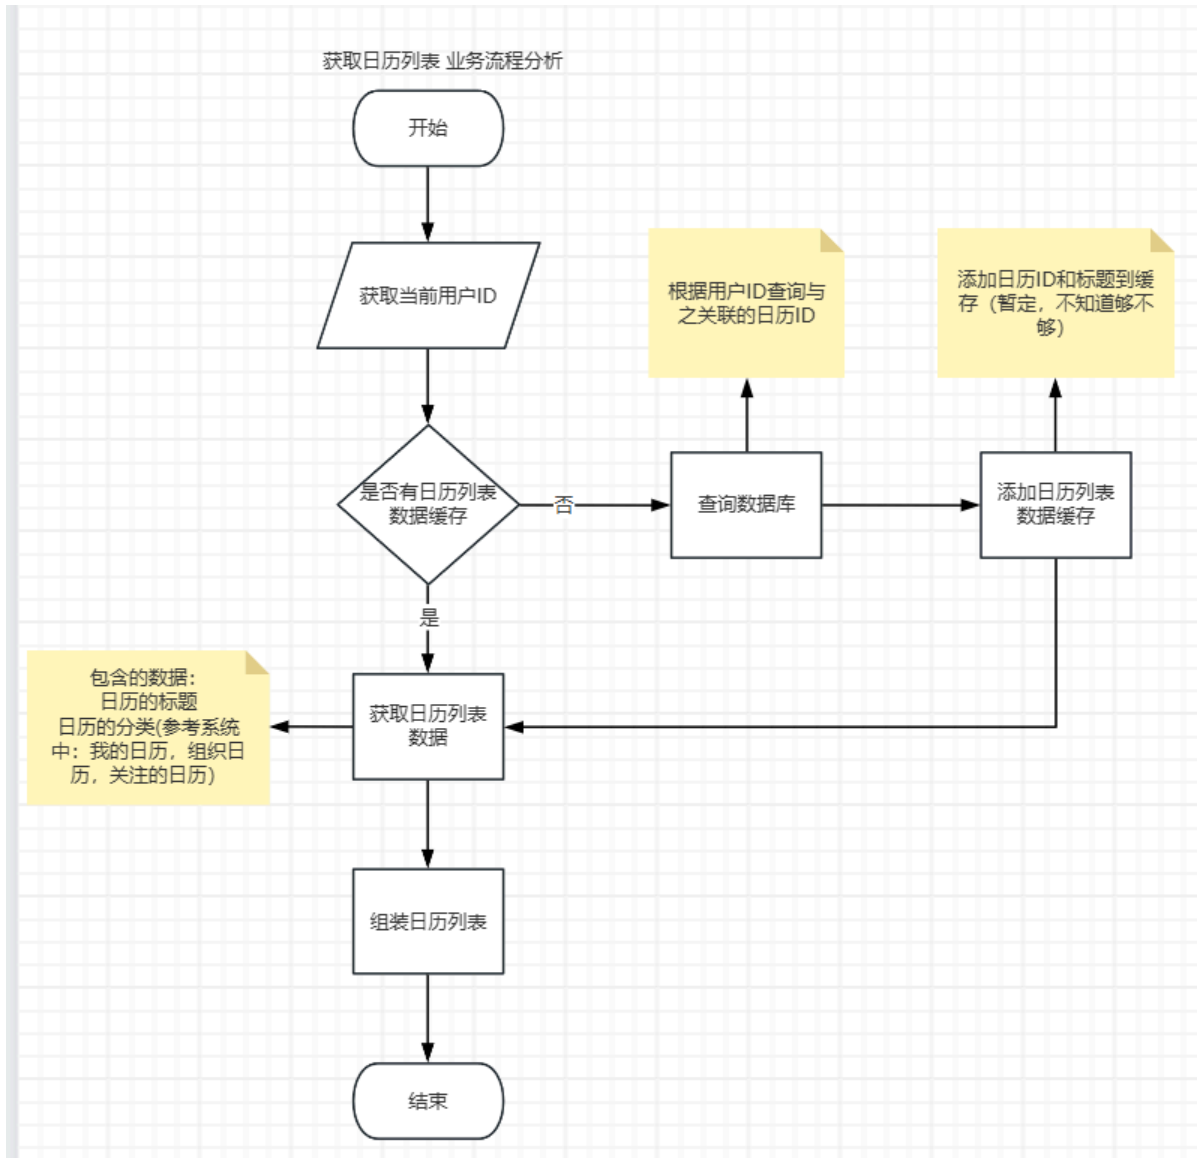 获取日历列表 业务流程分析
开始
获取当前用户ID
根据用户ID查询与
之关联的日历ID
添加日历ID和标题到缓
存（暂定，不知道够不
够）
是否有日历列表
数据缓存
否
查询数据库
添加日历列表
数据缓存
是
包含的数据：
日历的标题
日历的分类(参考系统
中：我的日历，组织日
历，关注的日历）
获取日历列表
数据
组装日历列表
结束